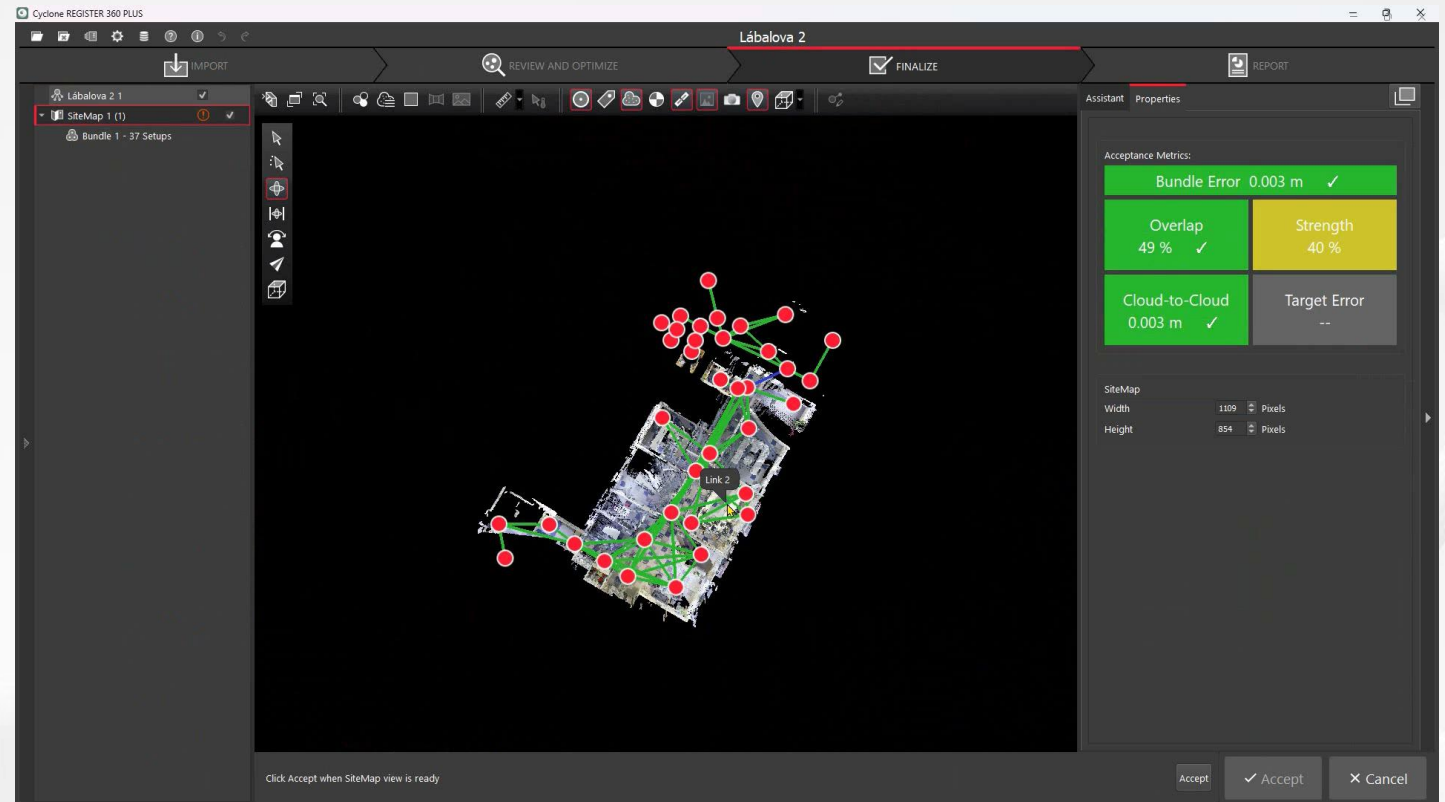 Cyclone REGISTER 360 PLUS
Lábalova 2
IMPORT
REVIEW AND OPTIMIZE
FINALIZE
REPORT
Lábalova 2 1
SiteMap 1 (1)
Bundle 1 - 37 Setups
Link 2
Assistant Properties
Acceptance Metrics:
Bundle Error 0.003 m ✓
Overlap
49 % ✓
Strength
40 %
Cloud-to-Cloud
0.003 m ✓
Target Error
--
SiteMap
Width 1109 Pixels
Height 854 Pixels
Click Accept when SiteMap view is ready
Accept
✓ Accept
✕ Cancel